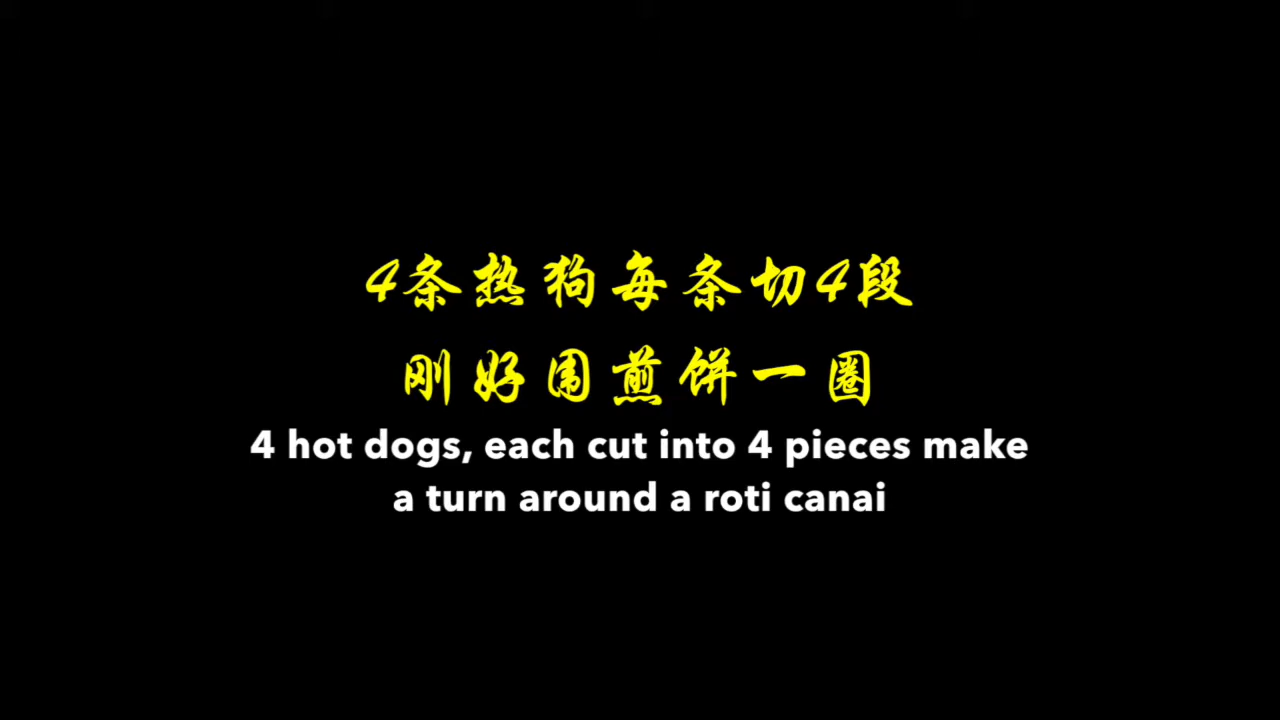 4条热狗每条切4段
刚好围煎饼一圈
4 hot dogs, each cut into 4 pieces make
a turn around a roti canai